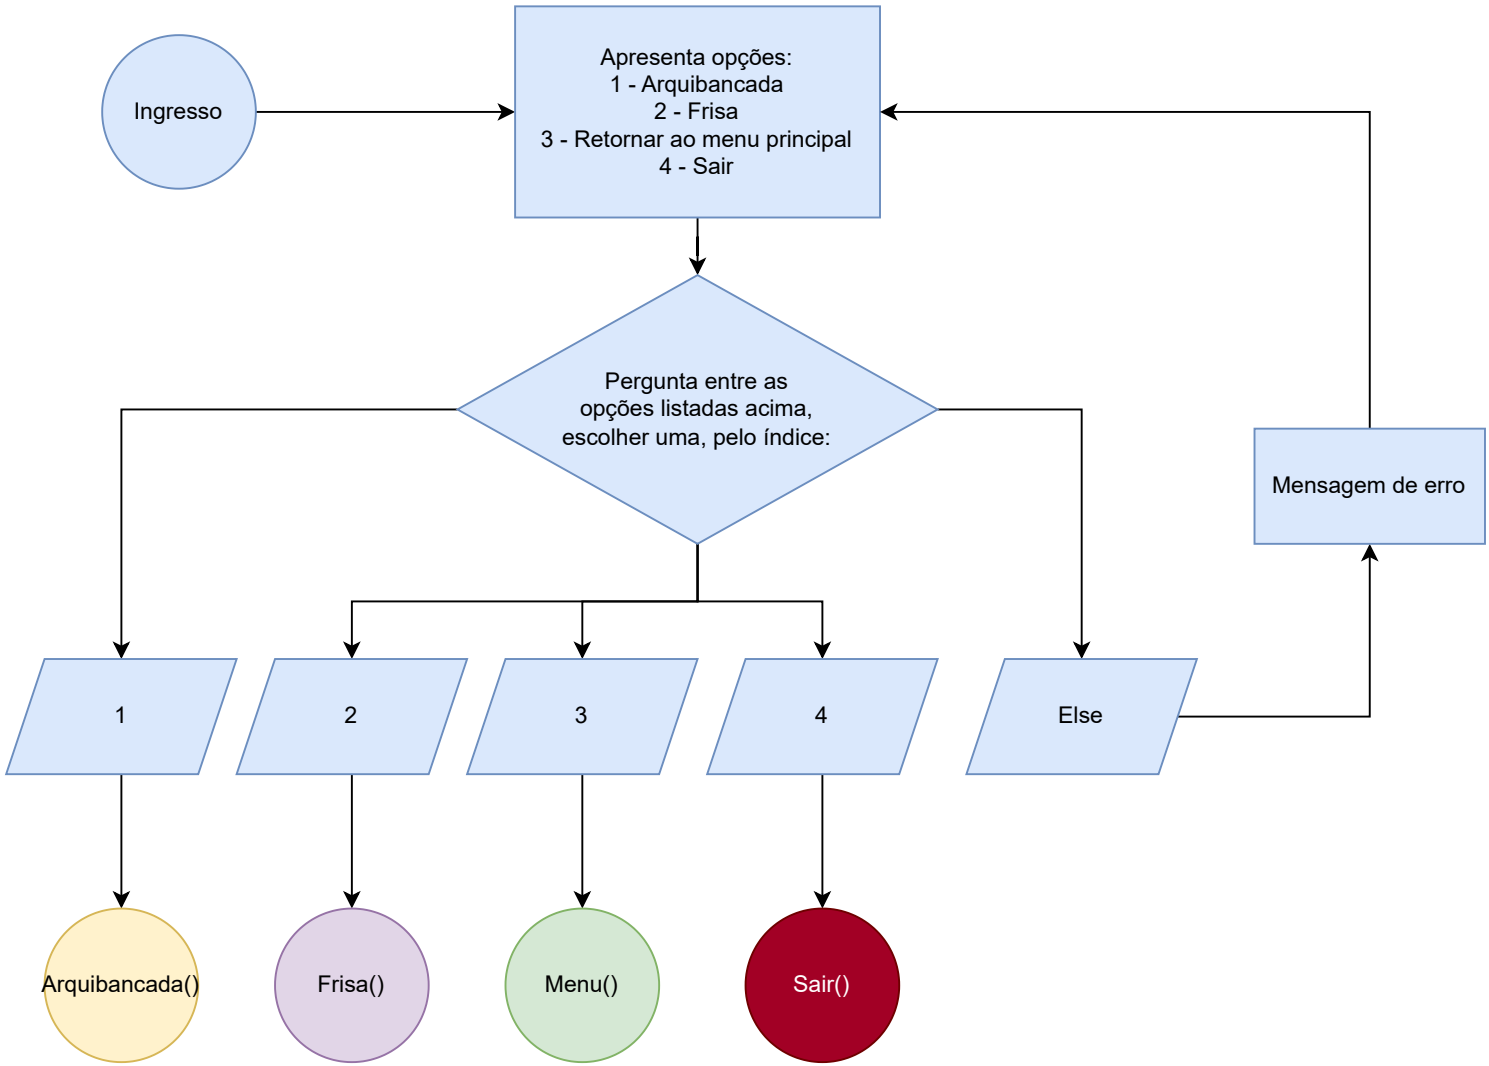 Ingresso
Apresenta opções:
1 - Arquibancada
2 - Frisa
3 - Retornar ao menu principal
4 - Sair
Pergunta entre as
opções listadas acima,
escolher uma, pelo índice:
Mensagem de erro
1
2
3
4
Else
Arquibancada()
Frisa()
Menu()
Sair()